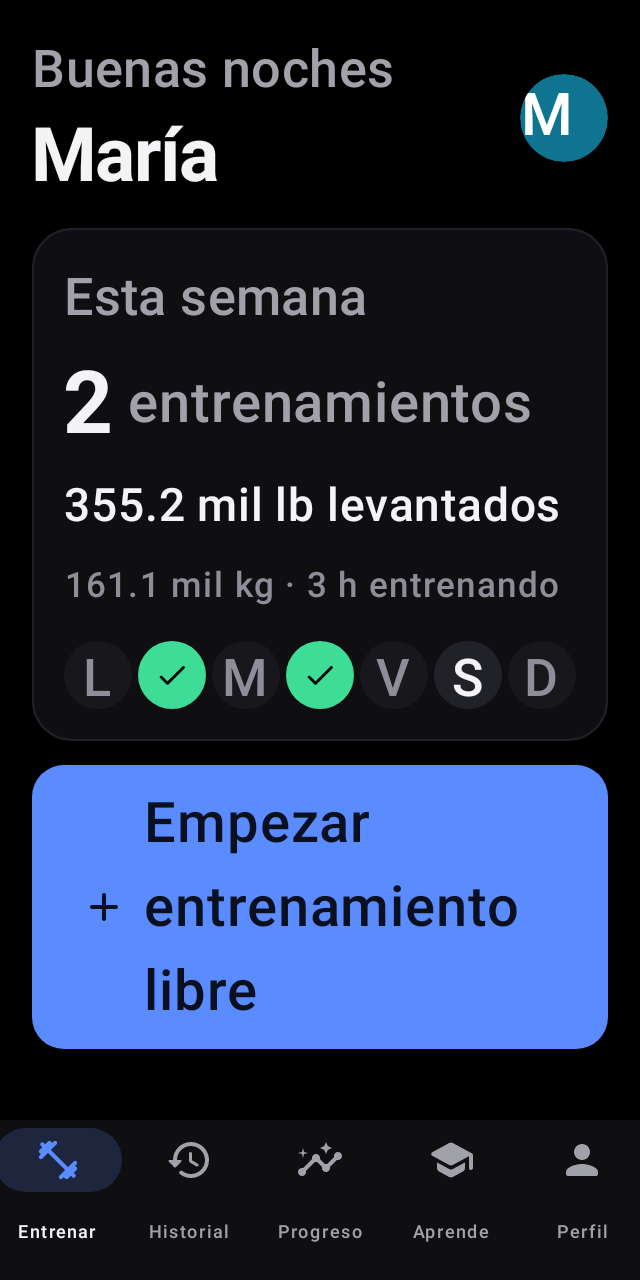 Buenas noches
María
M
Esta semana
2 entrenamientos
355.2 mil lb levantados
161.1 mil kg · 3 h entrenando
L M V S D
Empezar
+ entrenamiento
libre
Entrenar Historial Progreso Aprende Perfil